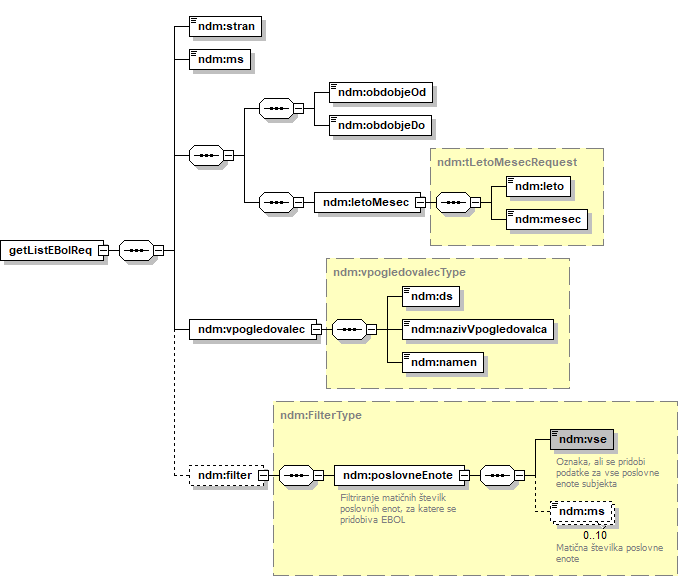 ndm:stran
ndm:ms
ndm:obdobjeOd
ndm:obdobjeDo
ndm:tLetoMesecRequest
ndm:letoMesec
ndm:leto
ndm:mesec
getListEBolReq
ndm:vpogledovalecType
ndm:vpogledovalec
ndm:ds
ndm:nazivVpogledovalca
ndm:namen
ndm:FilterType
ndm:filter
ndm:poslovneEnote
Filtriranje matičnih številk
poslovnih enot, za katere se
pridobiva EBOL
ndm:vse
Oznaka, ali se pridobi
podatke za vse poslovne
enote subjekta
ndm:ms
0..10
Matična številka poslovne
enote